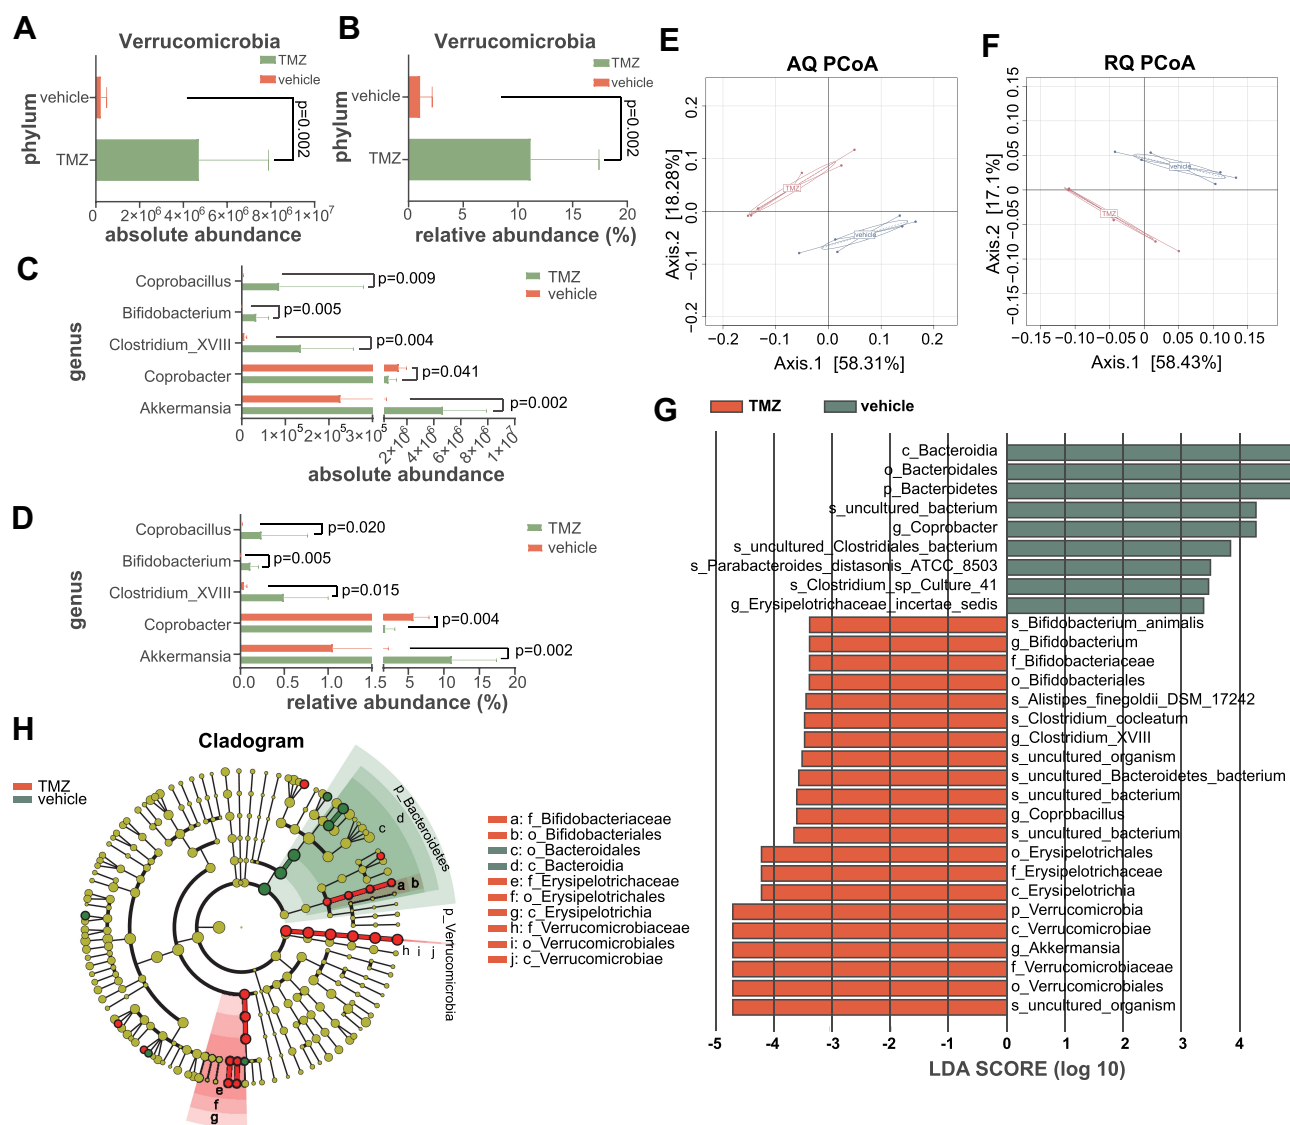 A
Verrucomicrobia
TMZ
vehicle
phylum
vehicle
TMZ
p=0.002
0
2×10⁶
4×10⁶
6×10⁶
8×10⁶
1×10⁷
absolute abundance
B
Verrucomicrobia
TMZ
vehicle
phylum
vehicle
TMZ
p=0.002
0
5
10
15
20
relative abundance (%)
C
genus
Coprobacillus
Bifidobacterium
Clostridium_XVIII
Coprobacter
Akkermansia
p=0.009
p=0.005
p=0.004
p=0.041
p=0.002
TMZ
vehicle
0
1×10⁵
2×10⁵
3×10⁵
2×10⁶
4×10⁶
6×10⁶
8×10⁶
1×10⁷
absolute abundance
D
genus
Coprobacillus
Bifidobacterium
Clostridium_XVIII
Coprobacter
Akkermansia
p=0.020
p=0.005
p=0.015
p=0.004
p=0.002
TMZ
vehicle
0.0
0.5
1.0
1.5
5
10
15
20
relative abundance (%)
E
AQ PCoA
Axis.2 [18.28%]
0.2
0.1
0.0
−0.1
−0.2
TMZ
vehicle
−0.2
−0.1
0.0
0.1
0.2
Axis.1 [58.31%]
F
RQ PCoA
Axis.2 [17.1%]
0.15
0.10
0.05
0
−0.05
−0.10
−0.15
vehicle
TMZ
−0.15
−0.10
−0.05
0
0.05
0.10
0.15
Axis.1 [58.43%]
G
TMZ
vehicle
c_Bacteroidia
o_Bacteroidales
p_Bacteroidetes
s_uncultured_bacterium
g_Coprobacter
s_uncultured_Clostridiales_bacterium
s_Parabacteroides_distasonis_ATCC_8503
s_Clostridium_sp_Culture_41
g_Erysipelotrichaceae_incertae_sedis
s_Bifidobacterium_animalis
g_Bifidobacterium
f_Bifidobacteriaceae
o_Bifidobacteriales
s_Alistipes_finegoldii_DSM_17242
s_Clostridium_cocleatum
g_Clostridium_XVIII
s_uncultured_organism
s_uncultured_Bacteroidetes_bacterium
s_uncultured_bacterium
g_Coprobacillus
s_uncultured_bacterium
o_Erysipelotrichales
f_Erysipelotrichaceae
c_Erysipelotrichia
p_Verrucomicrobia
c_Verrucomicrobiae
g_Akkermansia
f_Verrucomicrobiaceae
o_Verrucomicrobiales
s_uncultured_organism
-5
-4
-3
-2
-1
0
1
2
3
4
LDA SCORE (log 10)
H
Cladogram
TMZ
vehicle
p_Bacteroidetes
d
c
a
b
p_Verrucomicrobia
h
i
j
e
f
g
a: f_Bifidobacteriaceae
b: o_Bifidobacteriales
c: o_Bacteroidales
d: c_Bacteroidia
e: f_Erysipelotrichaceae
f: o_Erysipelotrichales
g: c_Erysipelotrichia
h: f_Verrucomicrobiaceae
i: o_Verrucomicrobiales
j: c_Verrucomicrobiae